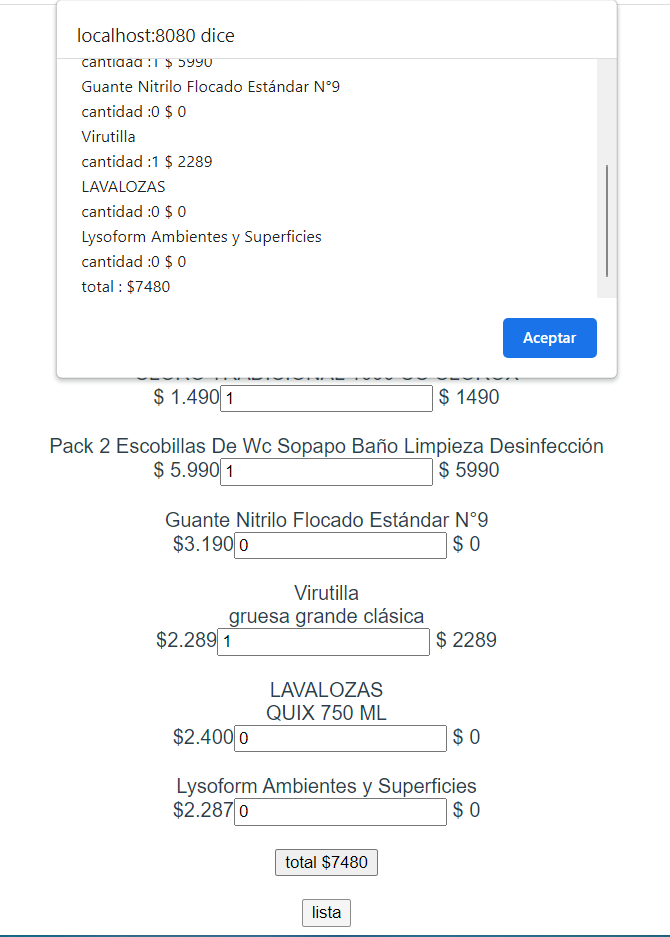 localhost:8080 dice
cantidad :1 $ 5990
Guante Nitrilo Flocado Estándar N°9
cantidad :0 $ 0
Virutilla
cantidad :1 $ 2289
LAVALOZAS
cantidad :0 $ 0
Lysoform Ambientes y Superficies
cantidad :0 $ 0
total : $7480
Aceptar
$ 1.490 1 $ 1490
Pack 2 Escobillas De Wc Sopapo Baño Limpieza Desinfección
$ 5.990 1 $ 5990
Guante Nitrilo Flocado Estándar N°9
$3.190 0 $ 0
Virutilla
gruesa grande clásica
$2.289 1 $ 2289
LAVALOZAS
QUIX 750 ML
$2.400 0 $ 0
Lysoform Ambientes y Superficies
$2.287 0 $ 0
total $7480
lista